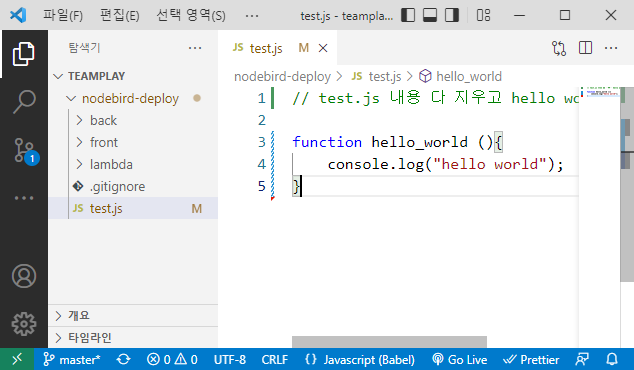 파일(F) 편집(E) 선택 영역(S) ··· test.js — teampla...
탐색기 ···
test.js M
TEAMPLAY
nodebird-deploy
back
front
lambda
.gitignore
test.js M
개요
타임라인
nodebird-deploy > test.js > hello_world
1 // test.js 내용 다 지우고 hello wo
2
3 function hello_world (){
4 console.log("hello world");
5 }
1
master* 0 0 UTF-8 CRLF {} Javascript (Babel) Go Live Prettier